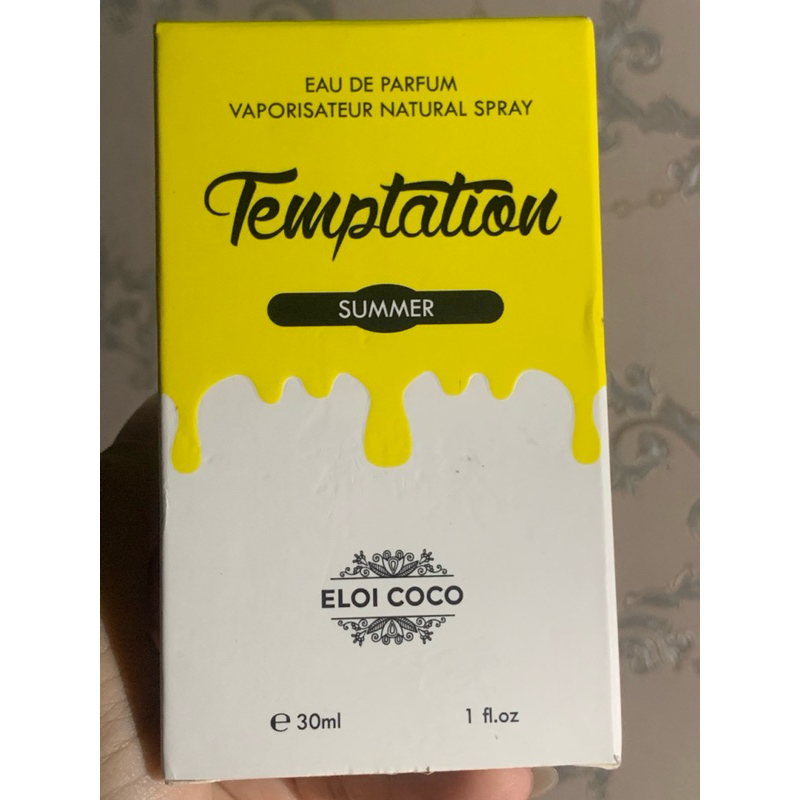 EAU DE PARFUM
VAPORISATEUR NATURAL SPRAY
Temptation
SUMMER
ELOI COCO
℮ 30ml 1 fl.oz